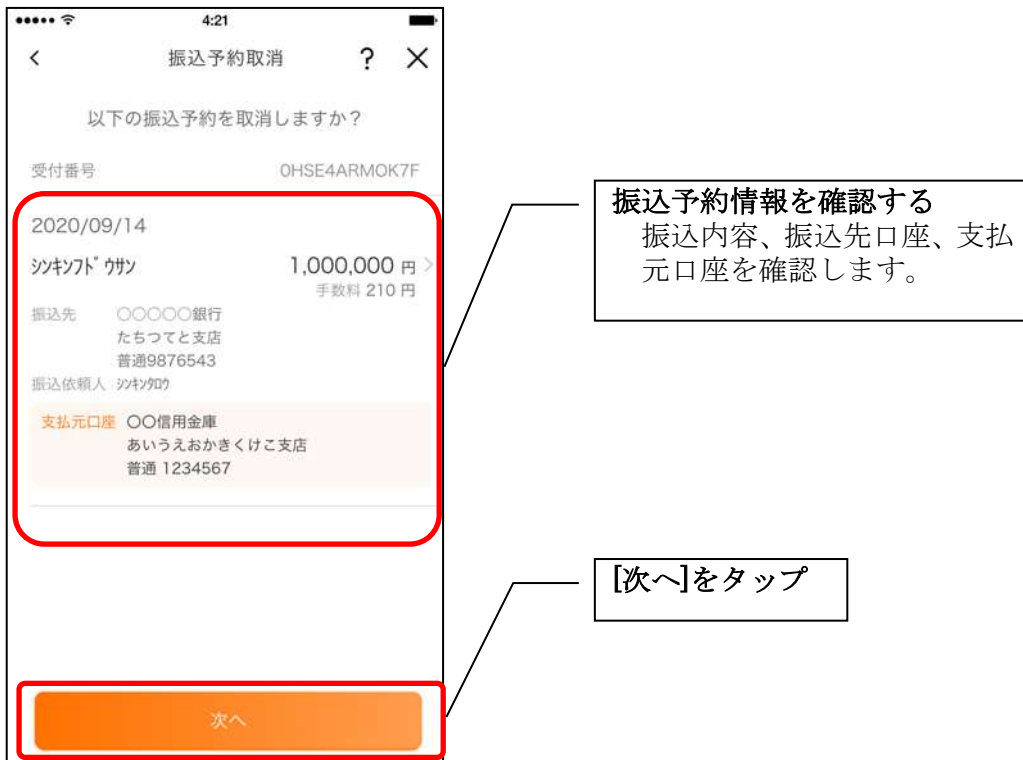 4:21
振込予約取消 ? ×
以下の振込予約を取消しますか？
受付番号 0HSE4ARMOK7F
2020/09/14
ｼﾝｷﾝﾌﾄﾞｳｻﾝ 1,000,000 円
手数料 210 円
振込先 〇〇〇〇〇銀行
たちつてと支店
普通9876543
振込依頼人 ｼﾝｷﾝﾀﾛｳ
支払元口座 〇〇信用金庫
あいうえおかきくけこ支店
普通 1234567
次へ
振込予約情報を確認する
振込内容、振込先口座、支払
元口座を確認します。
[次へ]をタップ